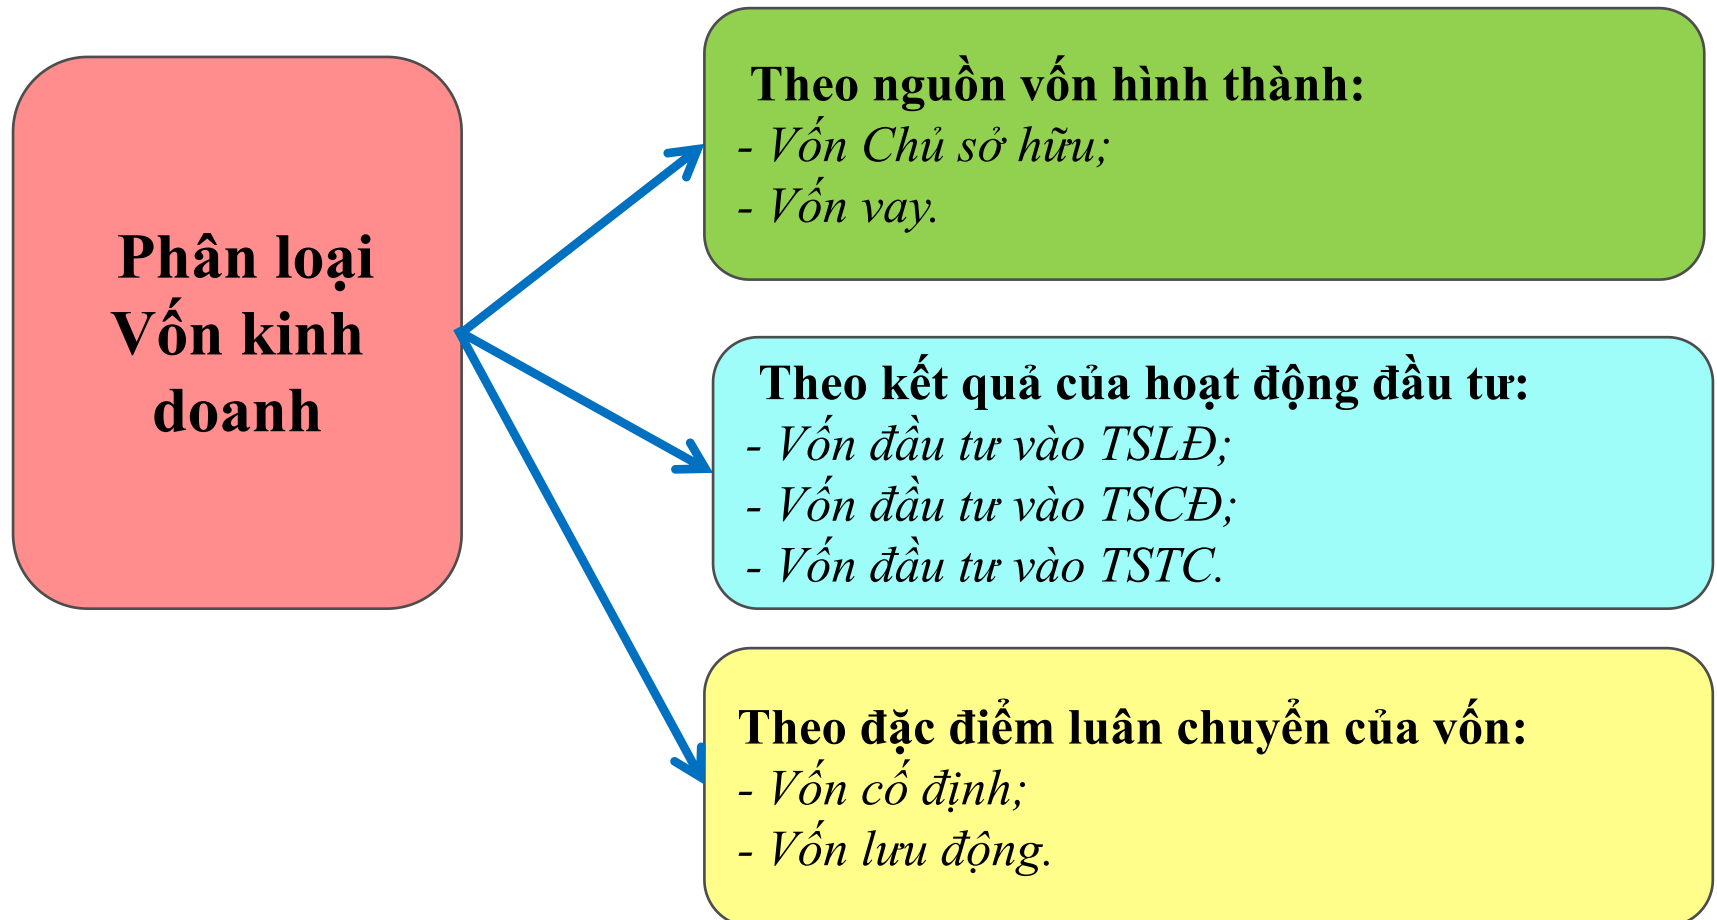 Phân loại
Vốn kinh
doanh
Theo nguồn vốn hình thành:
- Vốn Chủ sở hữu;
- Vốn vay.
Theo kết quả của hoạt động đầu tư:
- Vốn đầu tư vào TSLĐ;
- Vốn đầu tư vào TSCĐ;
- Vốn đầu tư vào TSTC.
Theo đặc điểm luân chuyển của vốn:
- Vốn cố định;
- Vốn lưu động.